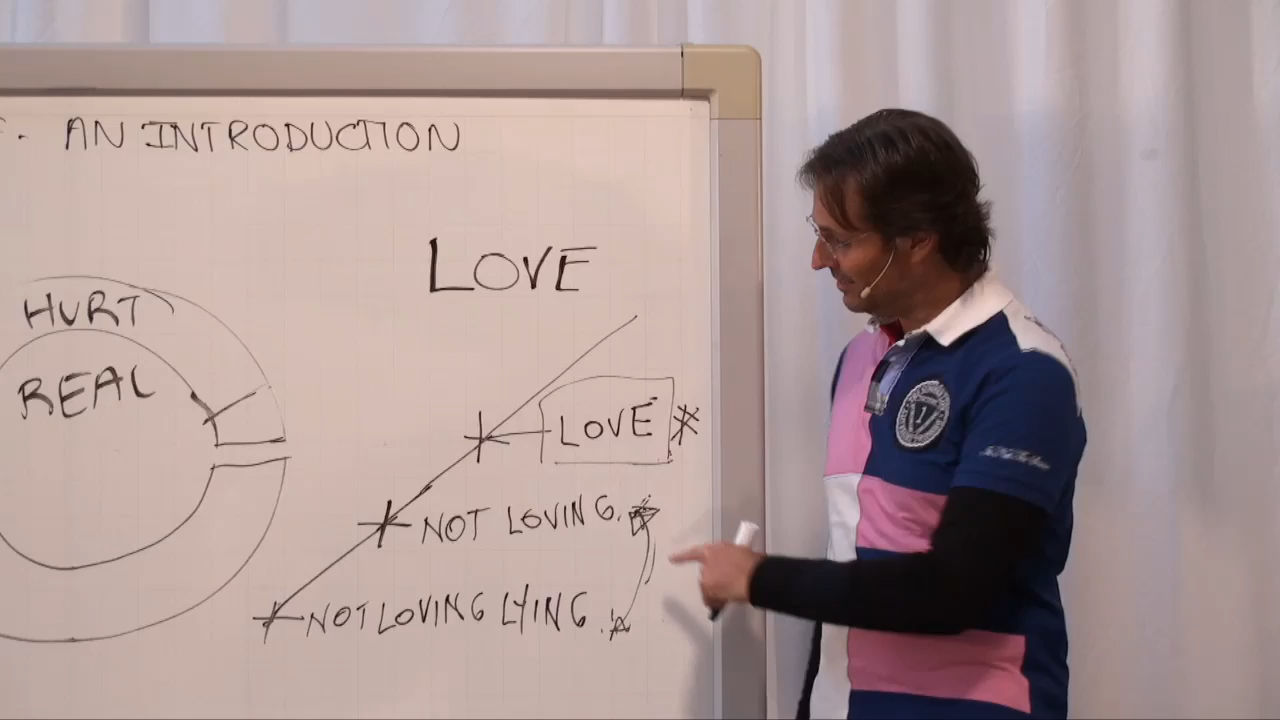 AN INTRODUCTION
LOVE
HURT
REAL
LOVE
NOT LOVING.
NOT LOVING LYING.